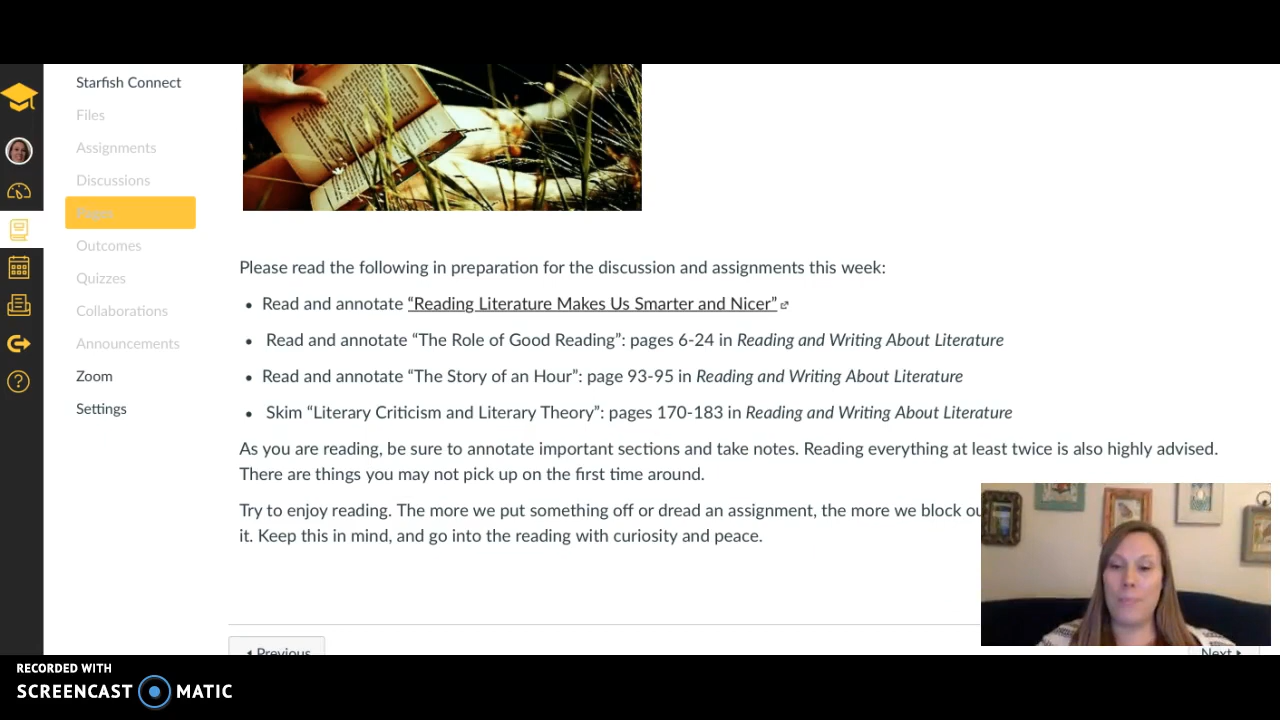 Starfish Connect
Files
Assignments
Discussions
Pages
Outcomes
Quizzes
Collaborations
Announcements
Zoom
Settings
Please read the following in preparation for the discussion and assignments this week:
• Read and annotate “Reading Literature Makes Us Smarter and Nicer”
• Read and annotate “The Role of Good Reading”: pages 6-24 in Reading and Writing About Literature
• Read and annotate “The Story of an Hour”: page 93-95 in Reading and Writing About Literature
• Skim “Literary Criticism and Literary Theory”: pages 170-183 in Reading and Writing About Literature
As you are reading, be sure to annotate important sections and take notes. Reading everything at least twice is also highly advised.
There are things you may not pick up on the first time around.
Try to enjoy reading. The more we put something off or dread an assignment, the more we block
it. Keep this in mind, and go into the reading with curiosity and peace.
Previous
Next
RECORDED WITH
SCREENCAST MATIC